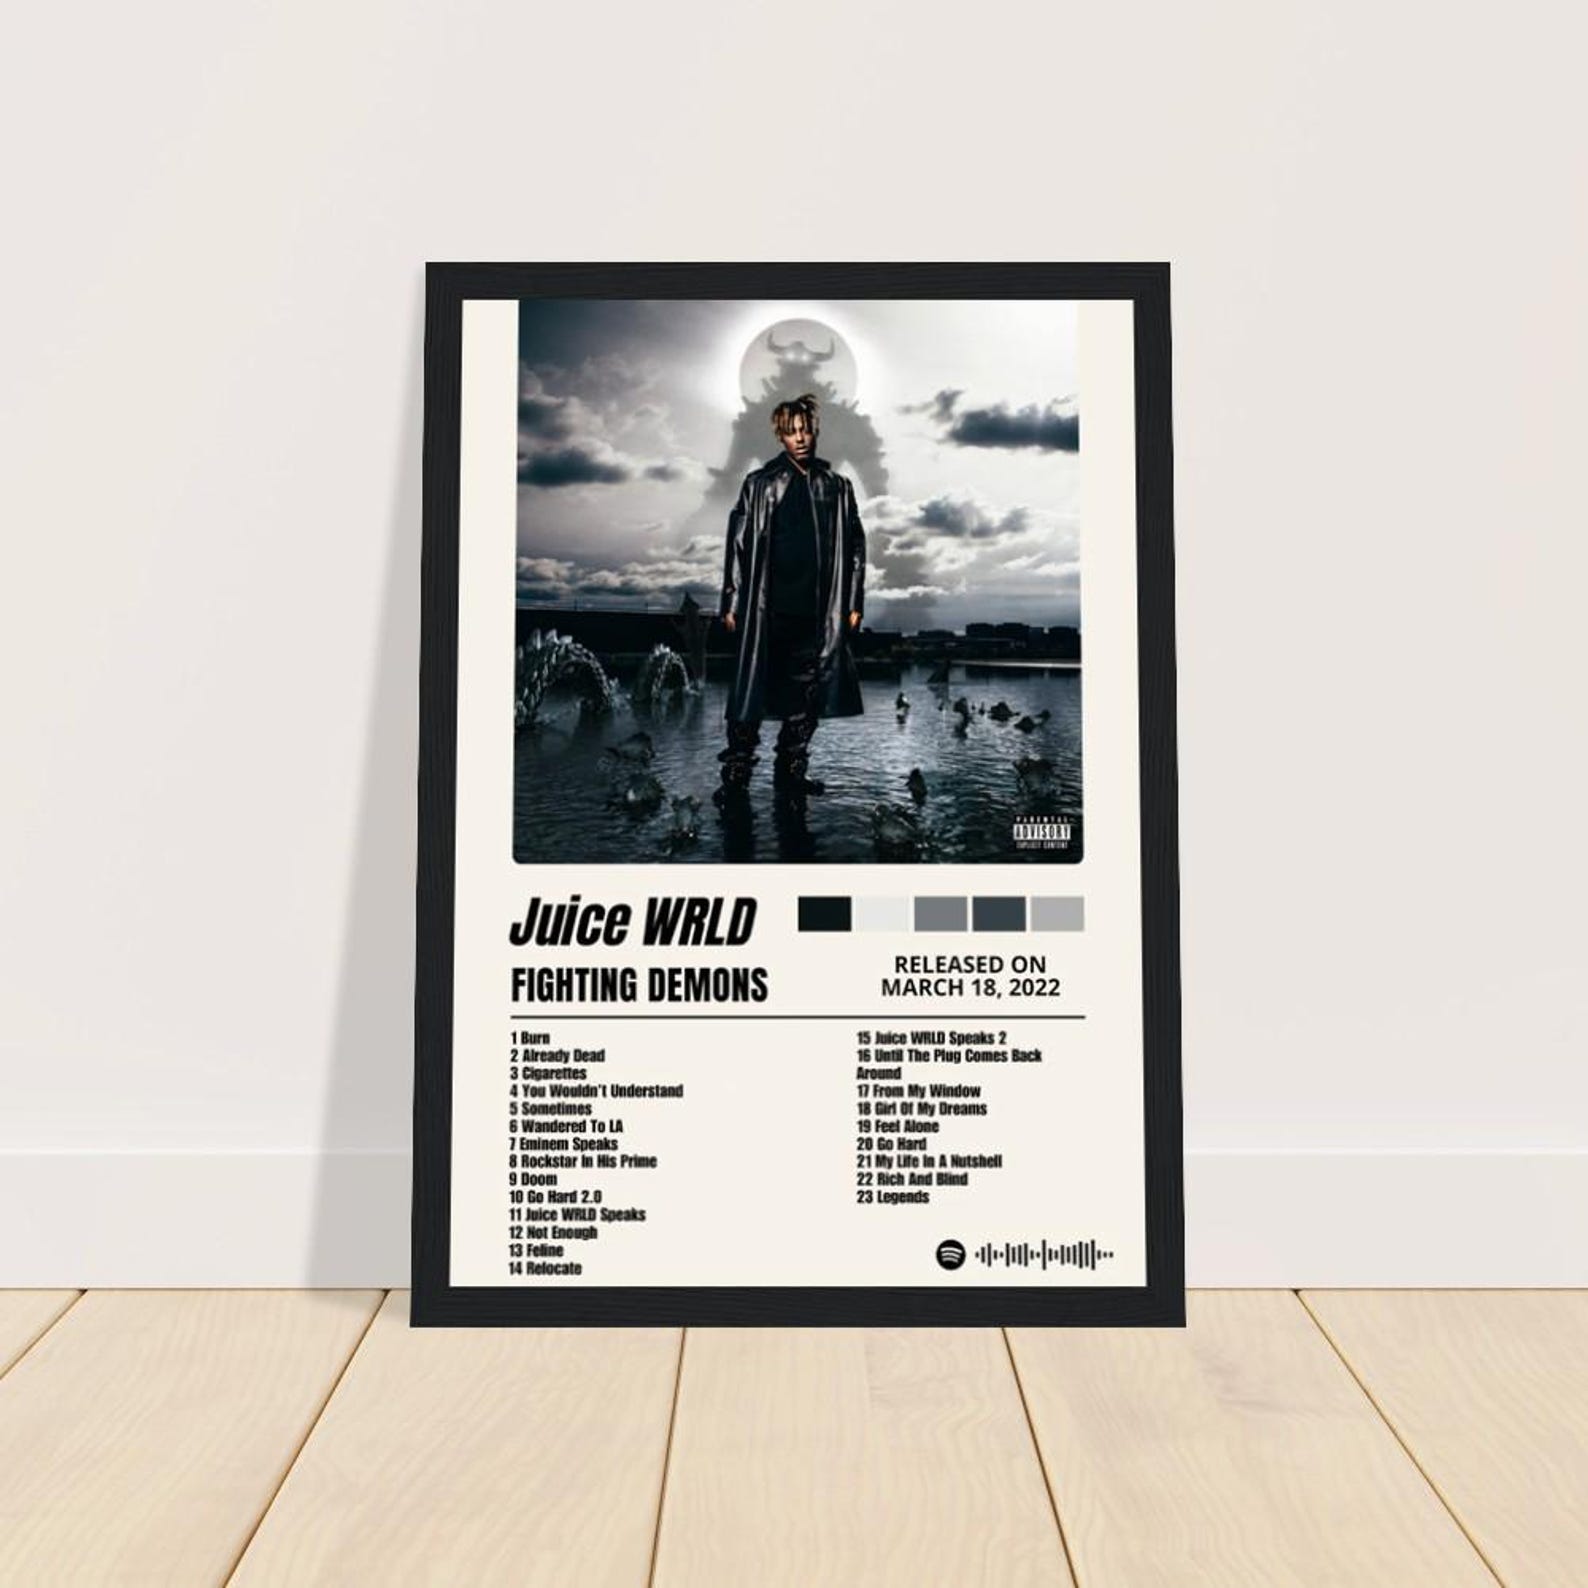 PARENTAL
ADVISORY
EXPLICIT CONTENT
Juice WRLD
FIGHTING DEMONS
RELEASED ON
MARCH 18, 2022
1 Burn
2 Already Dead
3 Cigarettes
4 You Wouldn't Understand
5 Sometimes
6 Wandered To LA
7 Eminem Speaks
8 Rockstar In His Prime
9 Doom
10 Go Hard 2.0
11 Juice WRLD Speaks
12 Not Enough
13 Feline
14 Relocate
15 Juice WRLD Speaks 2
16 Until The Plug Comes Back
Around
17 From My Window
18 Girl Of My Dreams
19 Feel Alone
20 Go Hard
21 My Life In A Nutshell
22 Rich And Blind
23 Legends